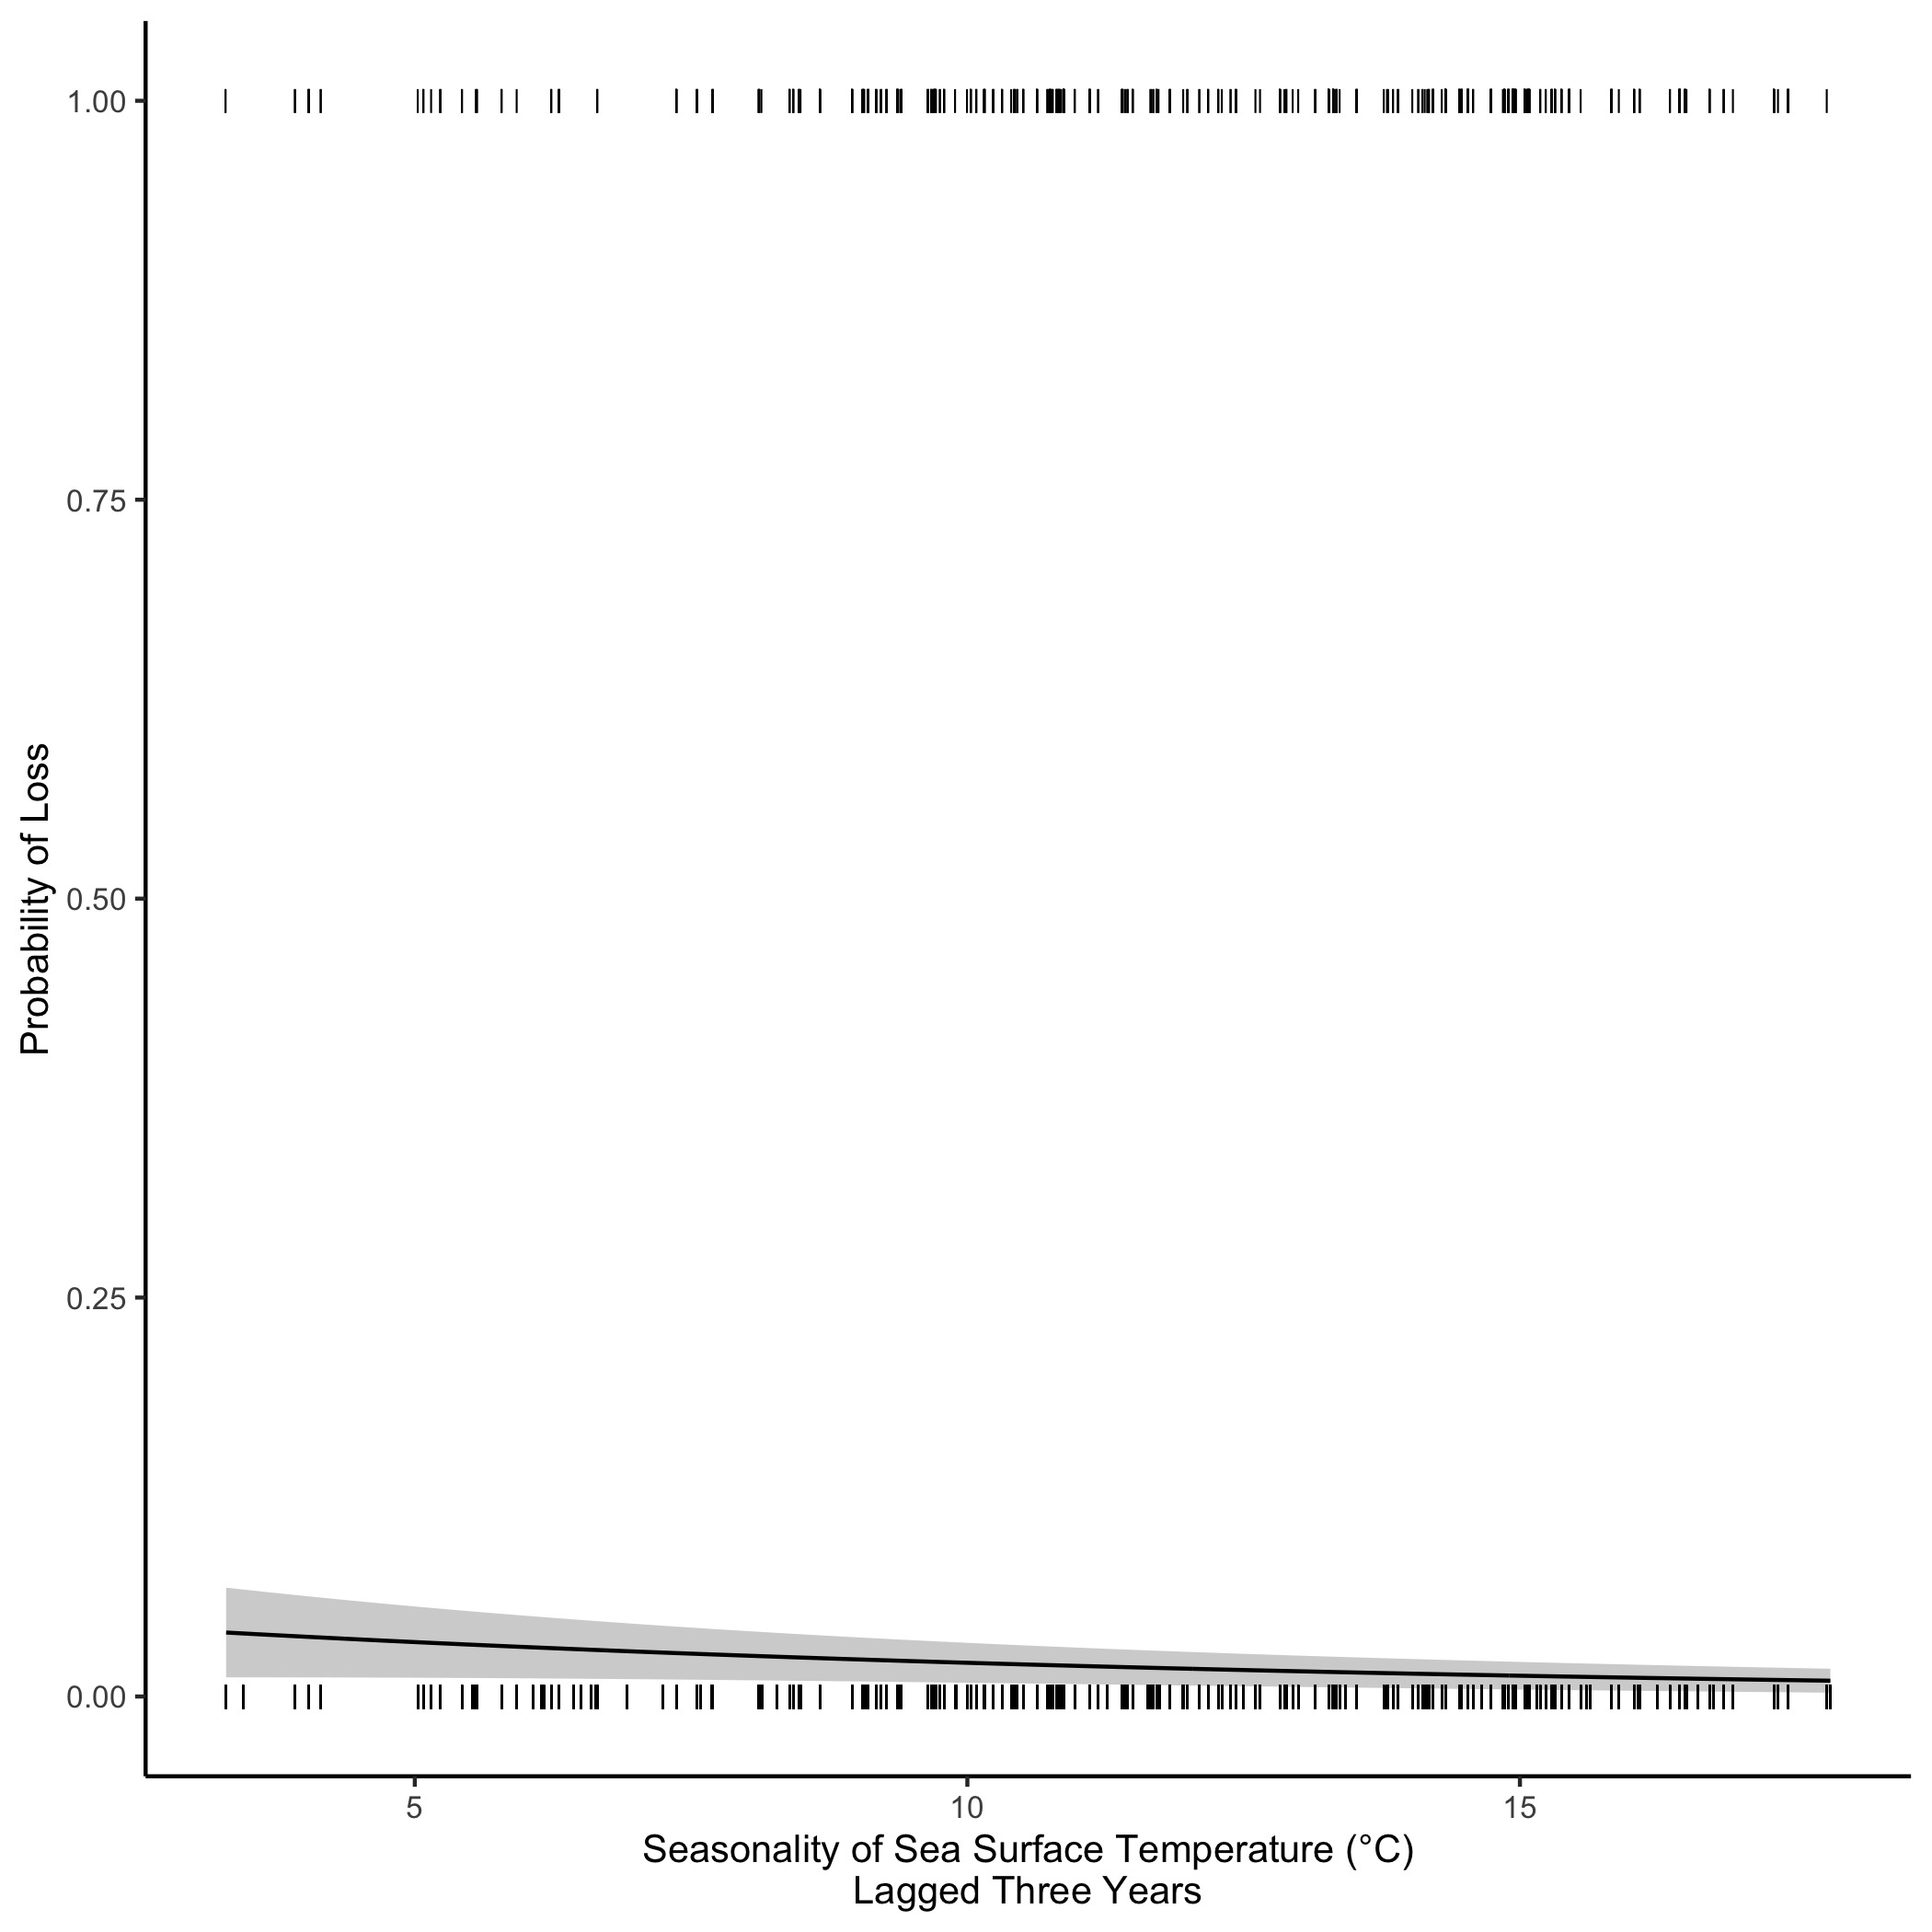 1.00
0.75
0.50
0.25
0.00
Probability of Loss
5
10
15
Seasonality of Sea Surface Temperature (°C)
Lagged Three Years